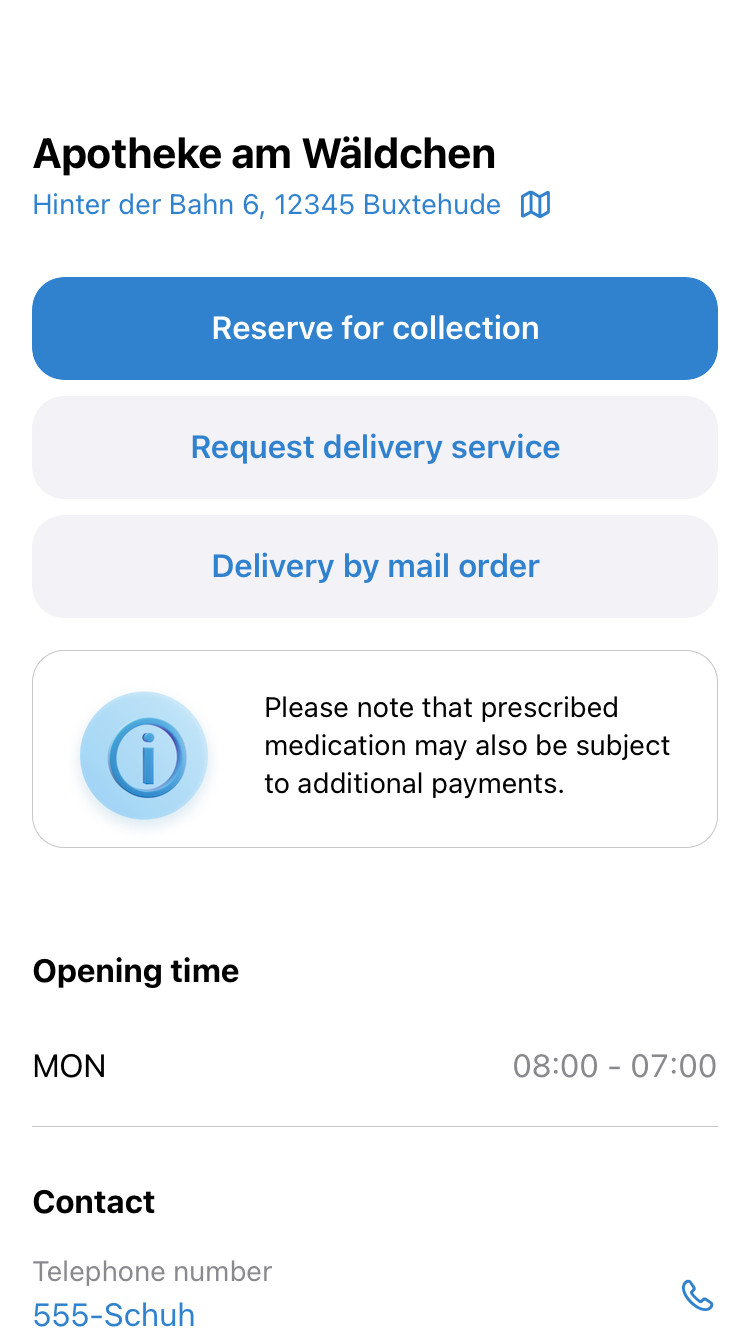 Apotheke am Wäldchen
Hinter der Bahn 6, 12345 Buxtehude
Reserve for collection
Request delivery service
Delivery by mail order
Please note that prescribed
medication may also be subject
to additional payments.
Opening time
MON 08:00 - 07:00
Contact
Telephone number
555-Schuh